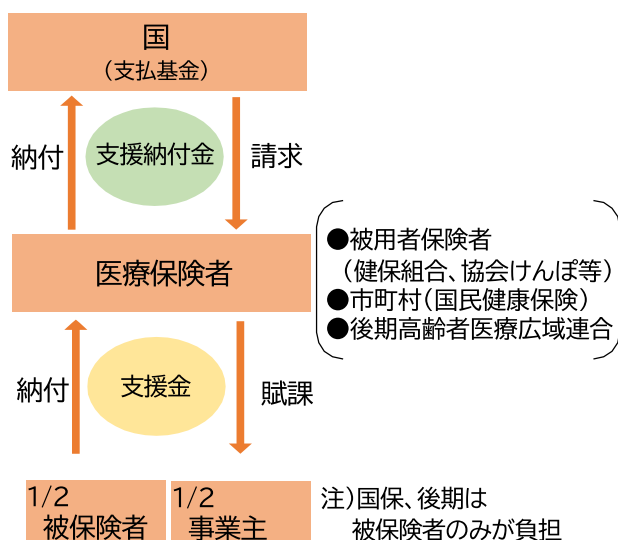 国
（支払基金）
納付
支援納付金
請求
医療保険者
●被用者保険者
（健保組合、協会けんぽ等）
●市町村（国民健康保険）
●後期高齢者医療広域連合
納付
支援金
賦課
1/2
被保険者
1/2
事業主
注）国保、後期は
被保険者のみが負担